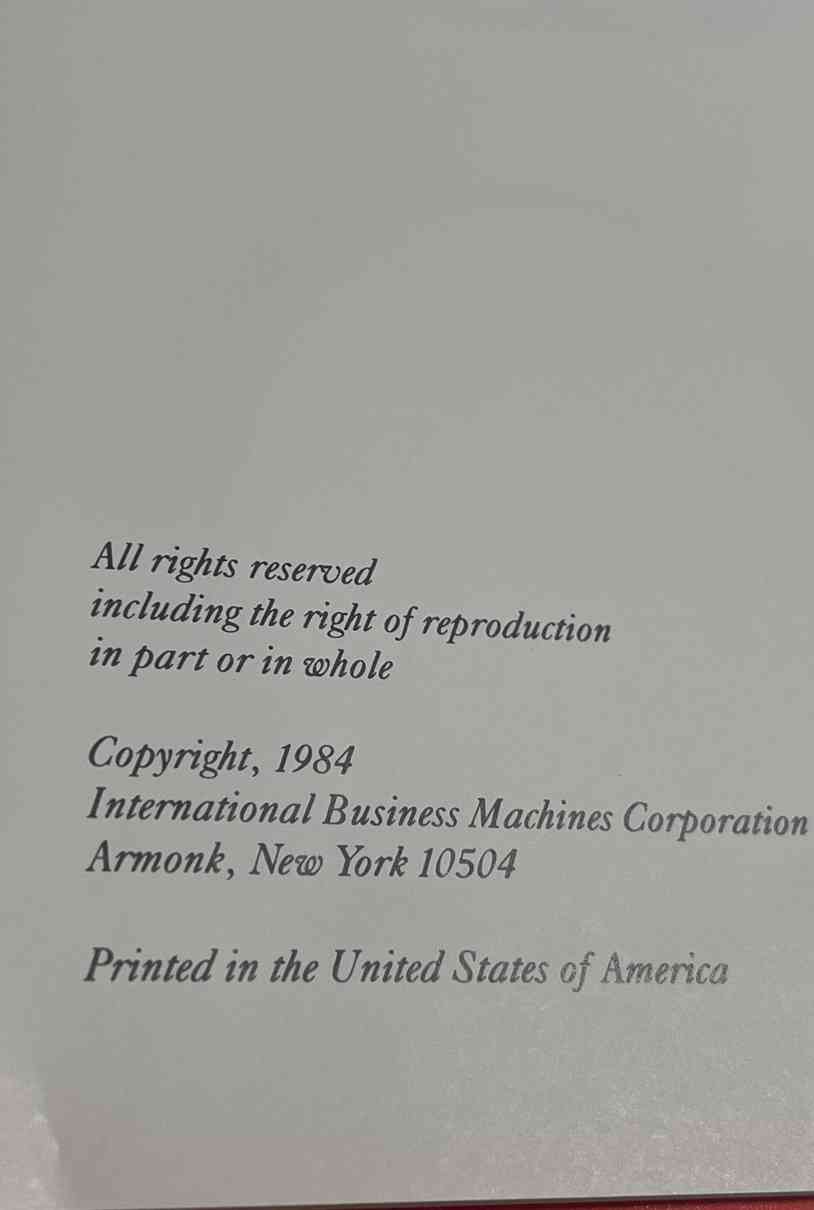 All rights reserved
including the right of reproduction
in part or in whole
Copyright, 1984
International Business Machines Corporation
Armonk, New York 10504
Printed in the United States of America